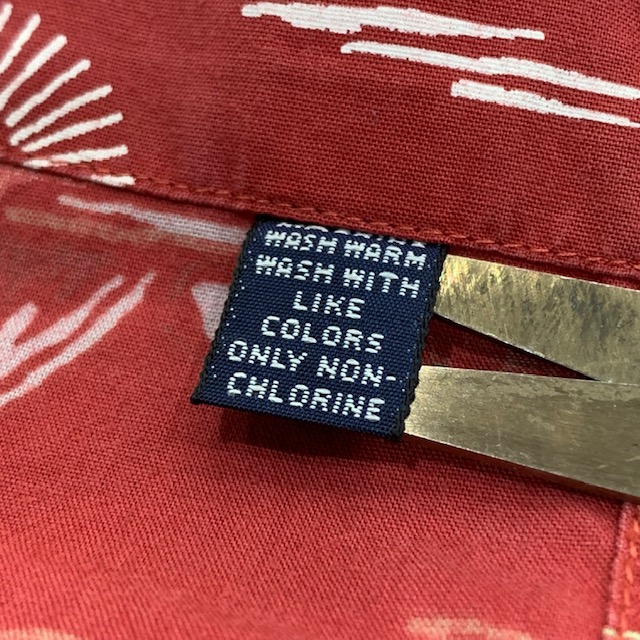 WASH WARM
WASH WITH
LIKE
COLORS
ONLY NON-
CHLORINE